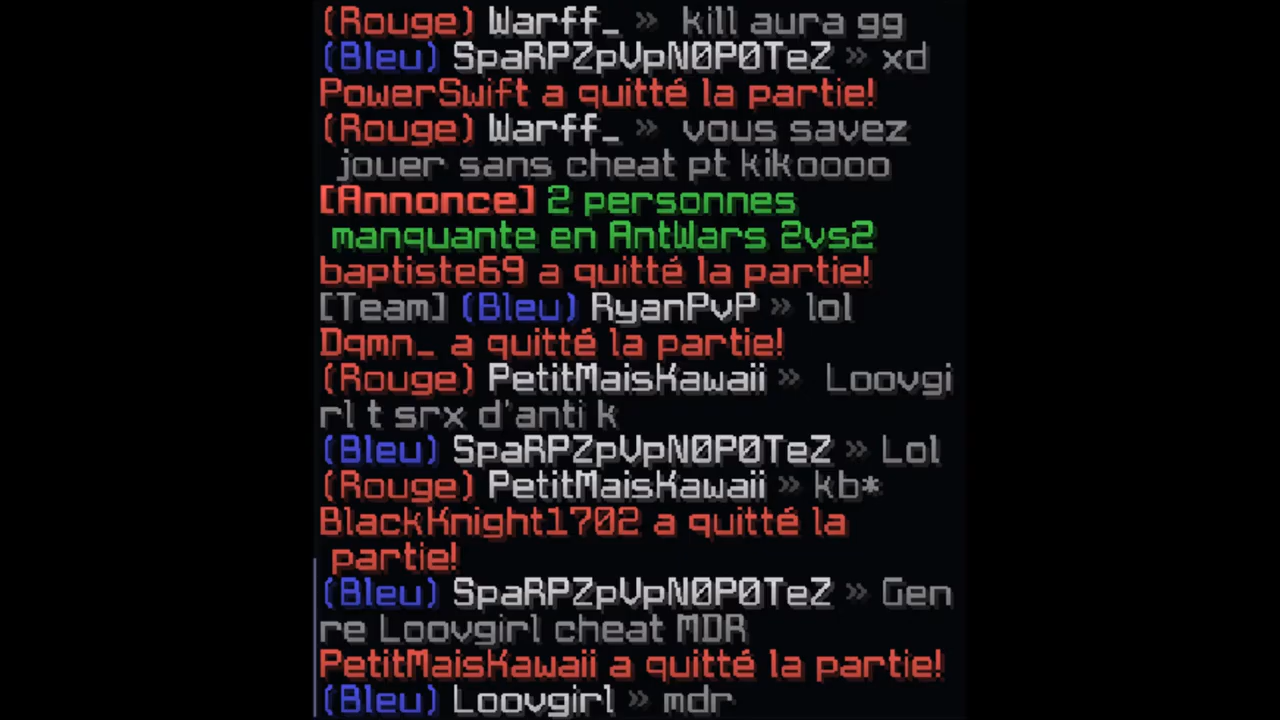 (Rouge) Warff_ » kill aura gg
(Bleu) SpaRPZpVpN0P0TeZ » xd
PowerSwift a quitté la partie!
(Rouge) Warff_ » vous savez
jouer sans cheat pt kikoooo
[Annonce] 2 personnes
manquante en AntWars 2vs2
baptiste69 a quitté la partie!
[Team] (Bleu) RyanPvP » lol
Dqmn_ a quitté la partie!
(Rouge) PetitMaisKawaii » Loovgi
rl t srx d'anti k
(Bleu) SpaRPZpVpN0P0TeZ » Lol
(Rouge) PetitMaisKawaii » kb*
BlackKnight1702 a quitté la
partie!
(Bleu) SpaRPZpVpN0P0TeZ » Gen
re Loovgirl cheat MDR
PetitMaisKawaii a quitté la partie!
(Bleu) Loovgirl » mdr